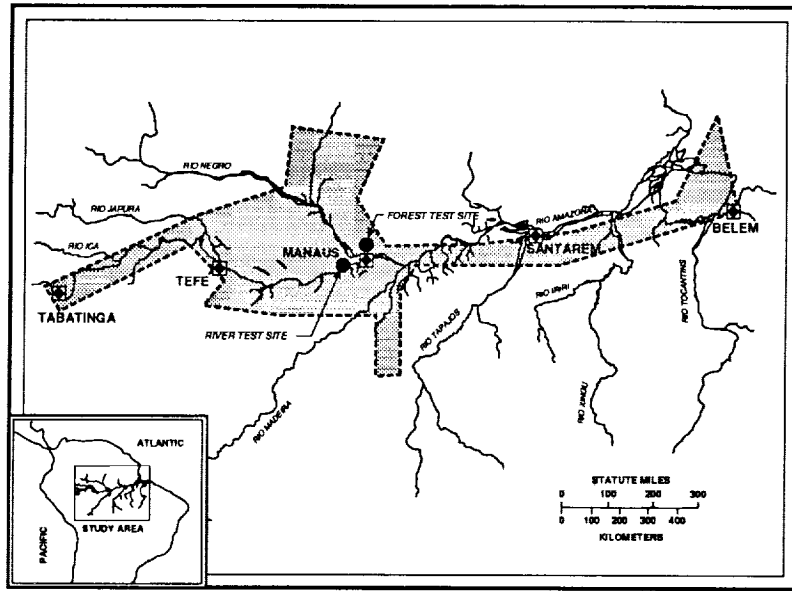 RIO NEGRO
RIO JAPURA
RIO ICA
FOREST TEST SITE
RIO AMAZONAS
MANAUS
SANTAREM
BELEM
TEFE
TABATINGA
RIVER TEST SITE
RIO IRIRI
RIO TOCANTINS
RIO TAPAJOS
RIO MADEIRA
RIO XINGU
ATLANTIC
STUDY AREA
PACIFIC
STATUTE MILES
0 100 200 300
0 100 200 300 400
KILOMETERS